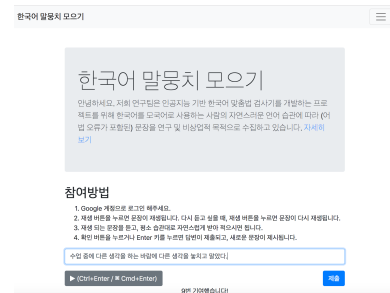 한국어 말뭉치 모으기
한국어 말뭉치 모으기
안녕하세요. 저희 연구팀은 인공지능 기반 한국어 맞춤법 검사기를 개발하는 프로
젝트를 위해 한국어를 모국어로 사용하는 사람의 자연스러운 언어 습관에 따라 (어
법 오류가 포함된) 문장을 연구 및 비상업적 목적으로 수집하고 있습니다. 자세히
보기
참여방법
1. Google 계정으로 로그인 해주세요.
2. 재생 버튼을 누르면 문장이 재생됩니다. 다시 듣고 싶을 때, 재생 버튼을 누르면 문장이 다시 재생됩니다.
3. 재생 되는 문장을 듣고, 평소 습관대로 자연스럽게 받아 적으시면 됩니다.
4. 확인 버튼을 누르거나 Enter 키를 누르면 답변이 제출되고, 새로운 문장이 제시됩니다.
수업 중에 다른 생각을 하는 바람에 다른 생각을 놓치고 말았다.
▶ (Ctrl+Enter / ⌘ Cmd+Enter)
제출
9번 기여했습니다!